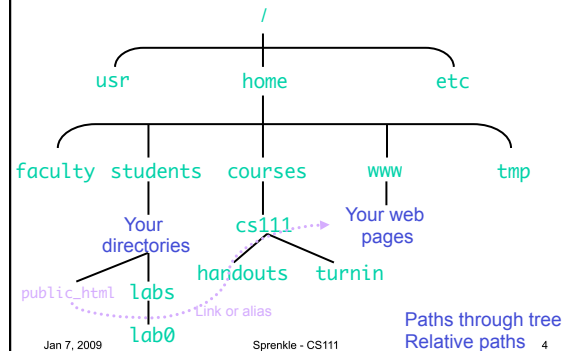 /
usr home etc
faculty students courses www tmp
Your directories
cs111
Your web pages
handouts turnin
public_html labs
Link or alias
lab0
Paths through tree
Relative paths
Jan 7, 2009 Sprenkle - CS111 4